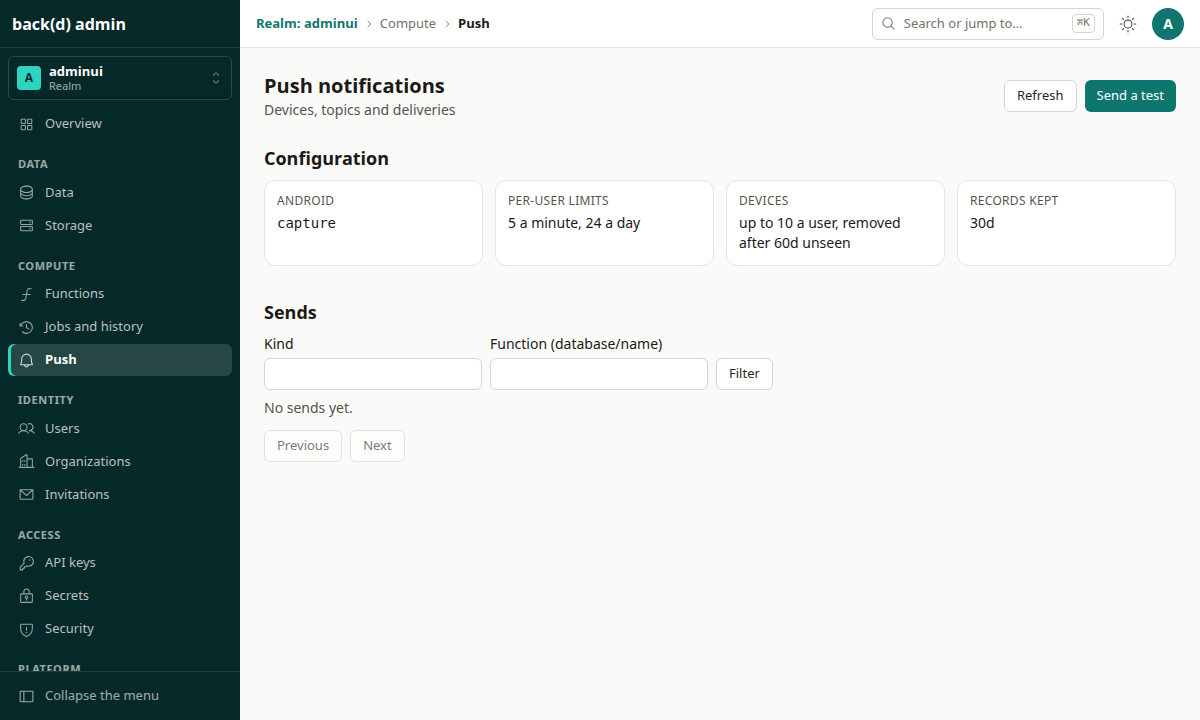 back(d) admin
A
adminui
Realm
Overview
DATA
Data
Storage
COMPUTE
Functions
Jobs and history
Push
IDENTITY
Users
Organizations
Invitations
ACCESS
API keys
Secrets
Security
PLATFORM
Collapse the menu
Realm: adminui > Compute > Push
Search or jump to...
⌘K
A
Push notifications
Devices, topics and deliveries
Refresh
Send a test
Configuration
ANDROID
capture
PER-USER LIMITS
5 a minute, 24 a day
DEVICES
up to 10 a user, removed
after 60d unseen
RECORDS KEPT
30d
Sends
Kind
Function (database/name)
Filter
No sends yet.
Previous
Next